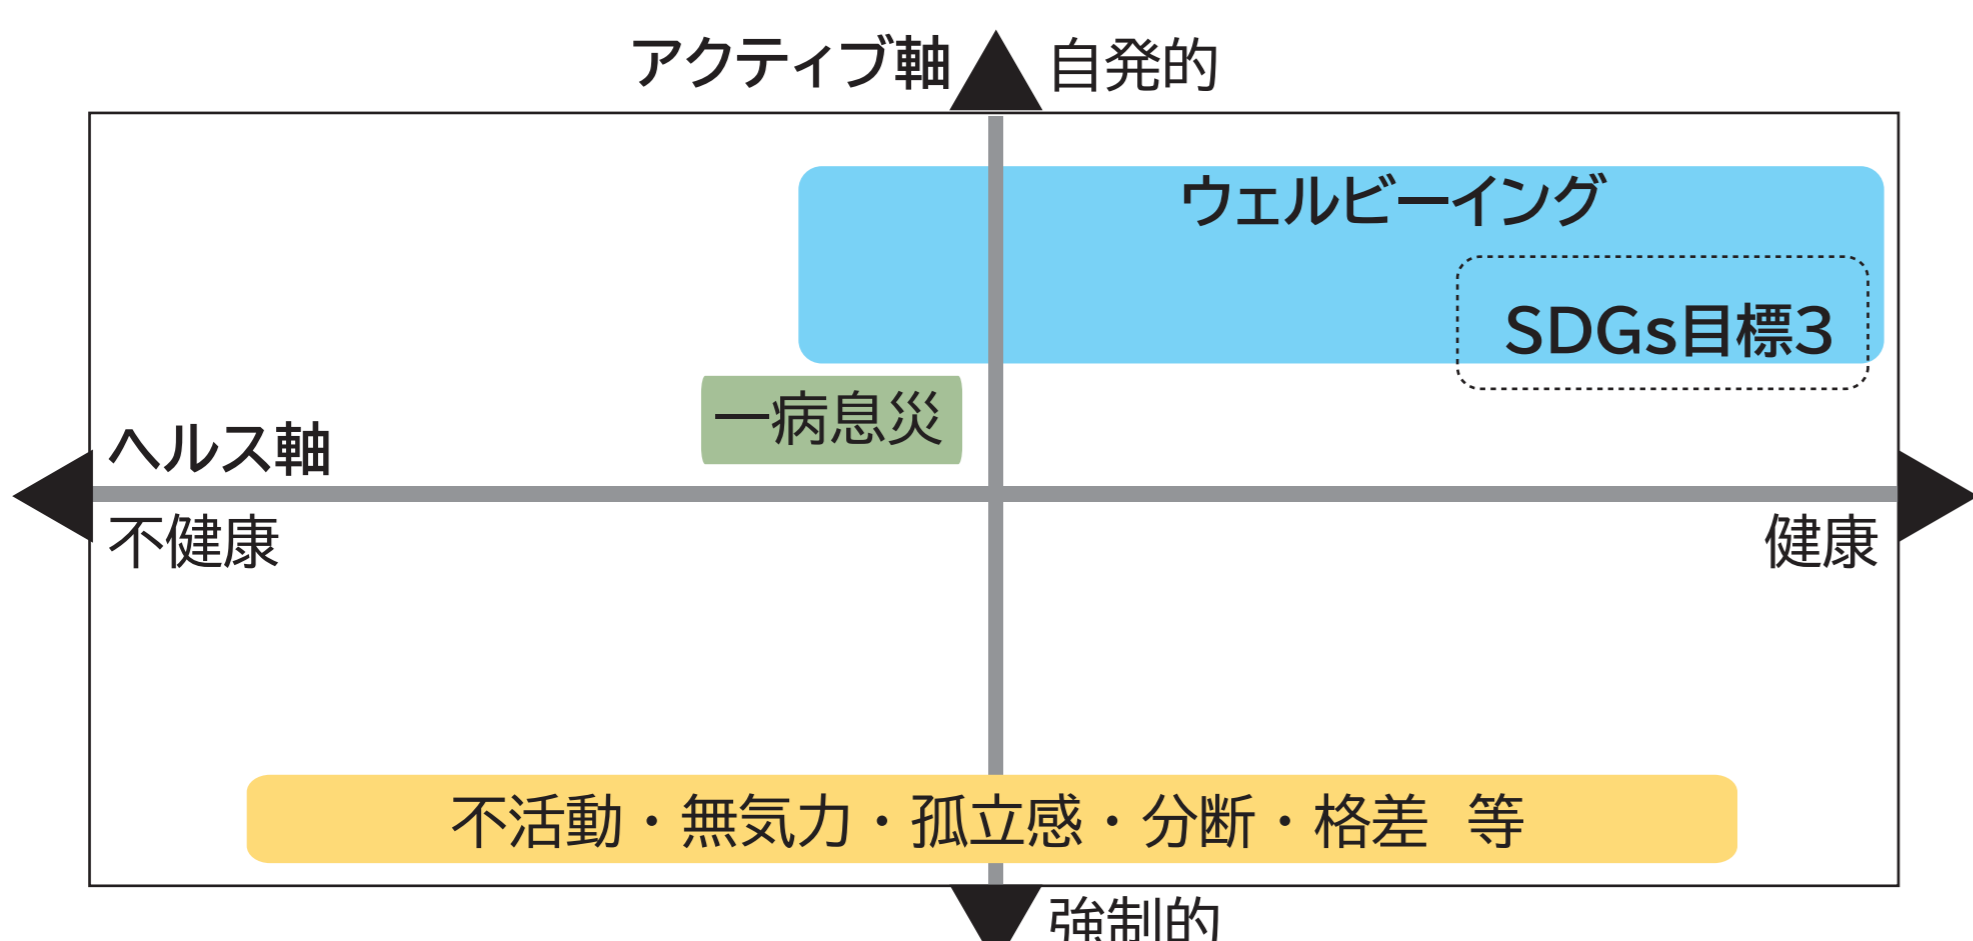 アクティブ軸
自発的
ウェルビーイング
SDGs目標3
一病息災
ヘルス軸
不健康
健康
不活動・無気力・孤立感・分断・格差 等
強制的